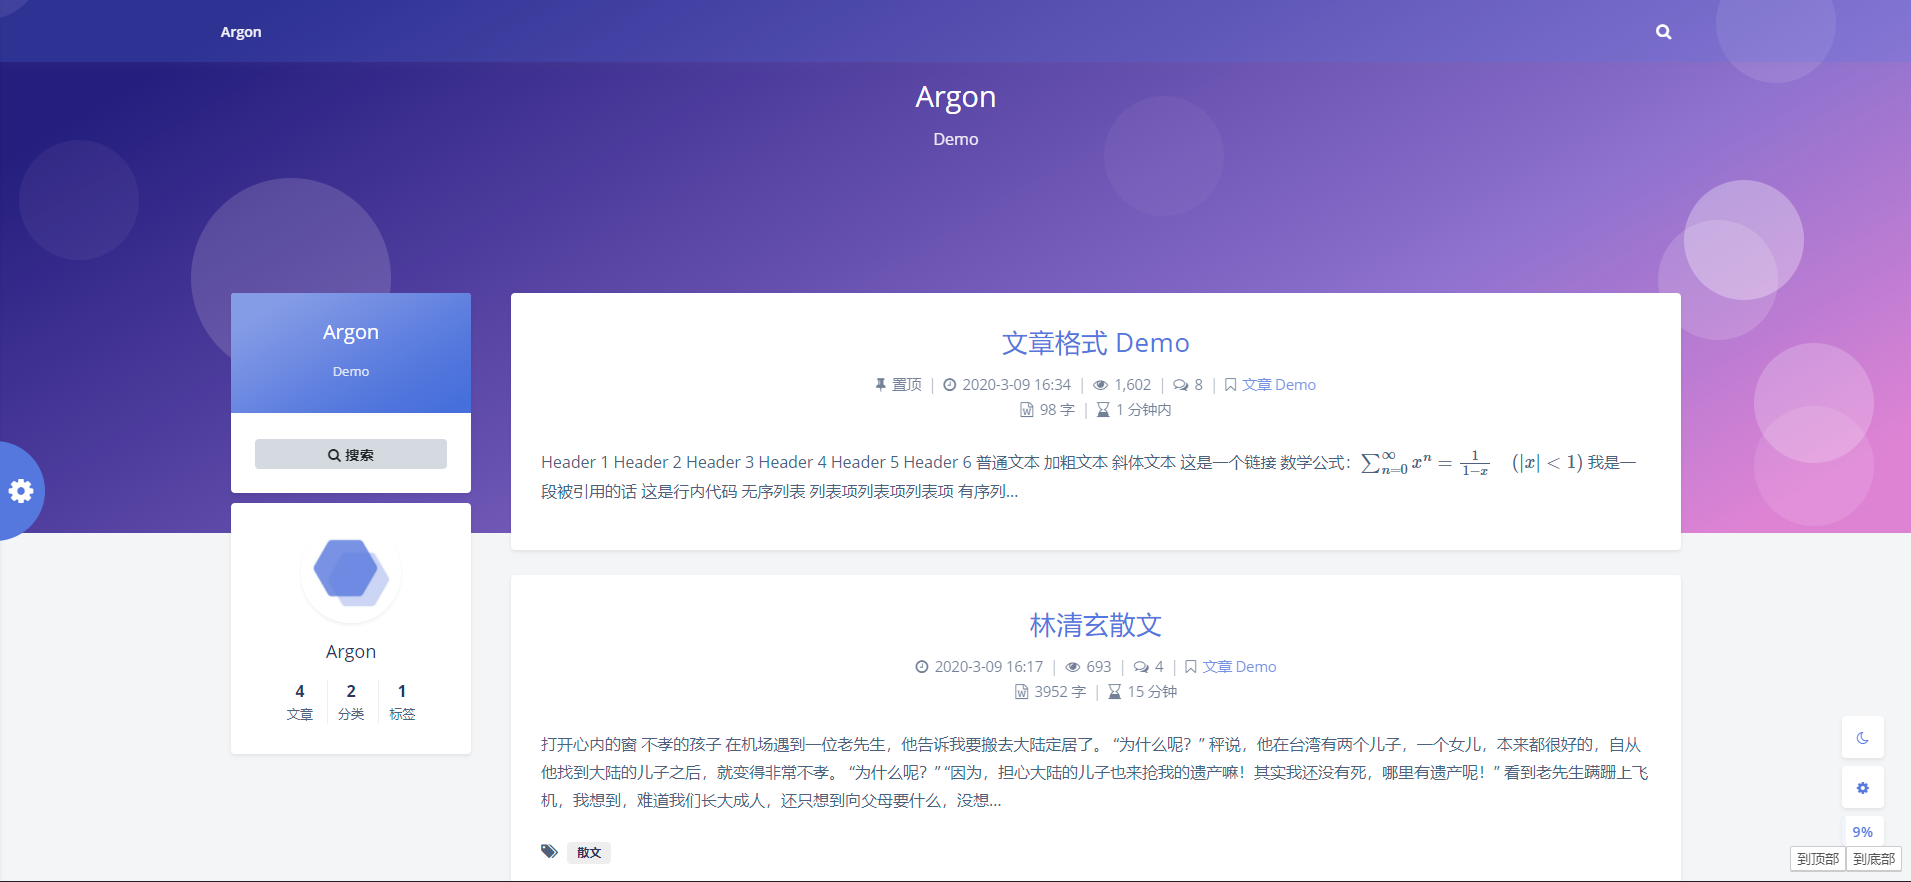 Argon
Argon
Demo
Argon
Demo
搜索
Argon
4 2 1
文章 分类 标签
文章格式 Demo
置顶 | 2020-3-09 16:34 | 1,602 | 8 | 文章 Demo
98 字 | 1 分钟内
Header 1 Header 2 Header 3 Header 4 Header 5 Header 6 普通文本 加粗文本 斜体文本 这是一个链接 数学公式：∑_{n=0}^{∞} x^n = \frac{1}{1−x} (|x| < 1) 我是一
段被引用的话 这是行内代码 无序列表 列表项列表项列表项 有序列...
林清玄散文
2020-3-09 16:17 | 693 | 4 | 文章 Demo
3952 字 | 15 分钟
打开心内的窗 不孝的孩子 在机场遇到一位老先生，他告诉我要搬去大陆定居了。 “为什么呢？” 秤说，他在台湾有两个儿子，一个女儿，本来都很好的，自从
他找到大陆的儿子之后，就变得非常不孝。 “为什么呢？” “因为，担心大陆的儿子也来抢我的遗产嘛！其实我还没有死，哪里有遗产呢！” 看到老先生蹒跚上飞
机，我想到，难道我们长大成人，还只想到向父母要什么，没想...
散文
9%
到顶部 到底部